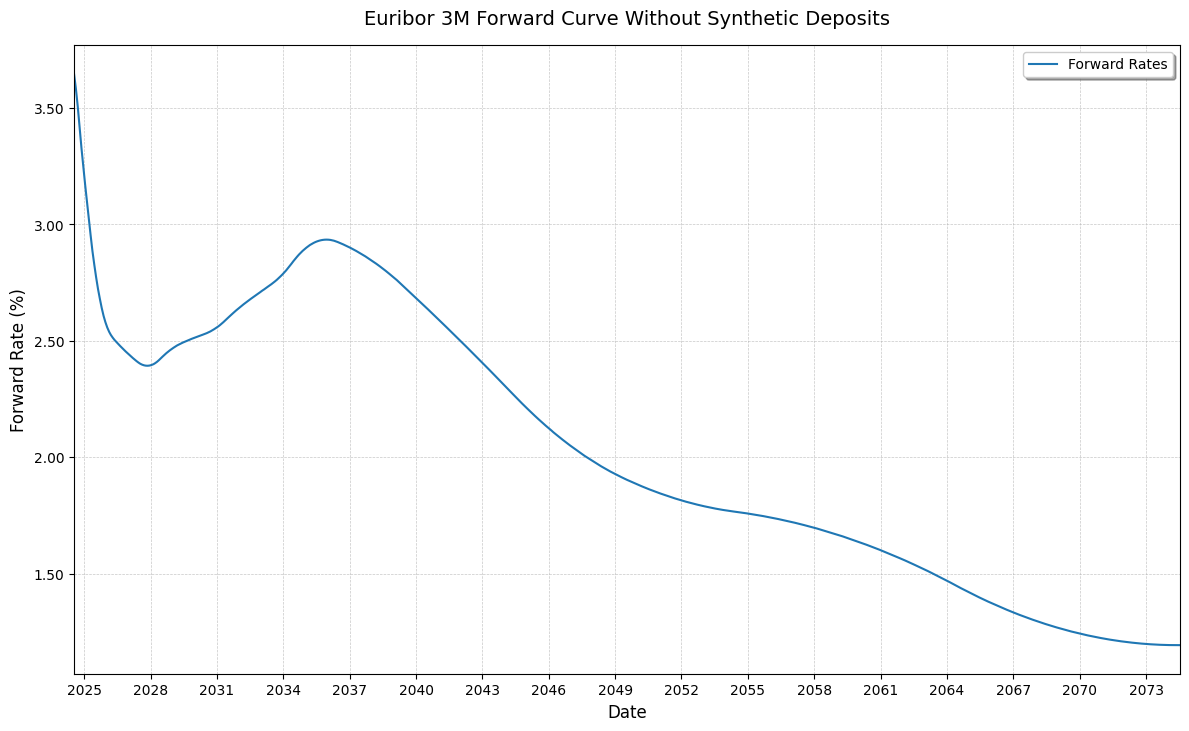 Euribor 3M Forward Curve Without Synthetic Deposits
Forward Rates
Forward Rate (%)
3.50
3.00
2.50
2.00
1.50
2025 2028 2031 2034 2037 2040 2043 2046 2049 2052 2055 2058 2061 2064 2067 2070 2073
Date